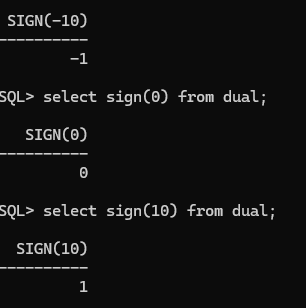 SIGN(-10)
----------
-1
SQL> select sign(0) from dual;
SIGN(0)
----------
0
SQL> select sign(10) from dual;
SIGN(10)
----------
1